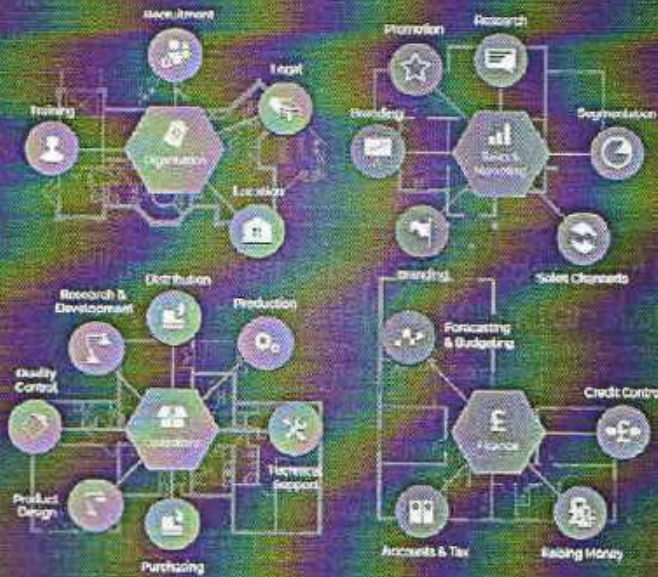 Recruitment
Legal
Training
Organisation
Location
Research
Promotion
Branding
Segmentation
Sales &
Marketing
Branding
Sales Channels
Distribution
Research &
Development
Production
Quality
Control
Operations
Technical
Support
Product
Design
Purchasing
Forecasting
& Budgeting
Credit Control
£
Finance
Accounts & Tax
Raising Money